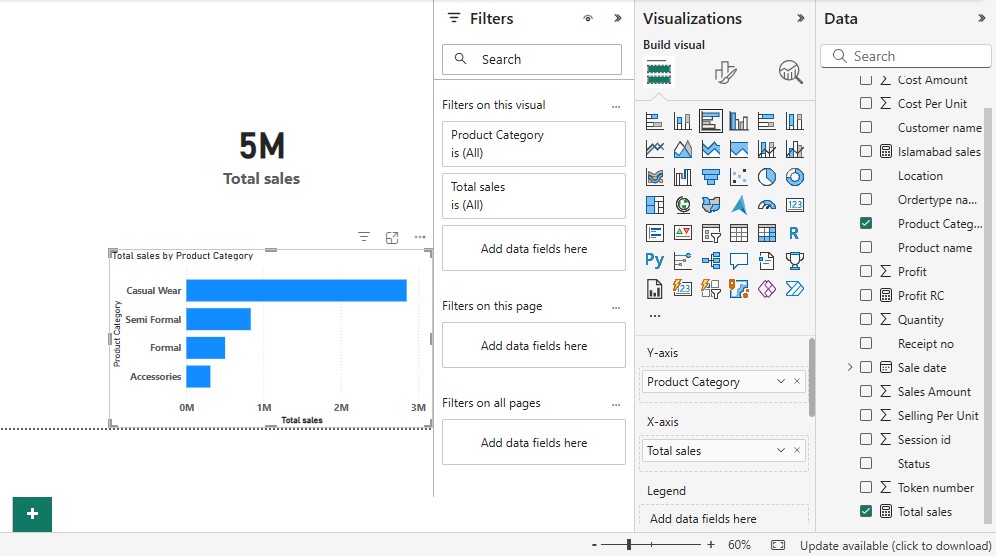 5M
Total sales
Total sales by Product Category
Product Category
Casual Wear
Semi Formal
Formal
Accessories
0M 1M 2M 3M
Total sales
+
Filters
Search
Filters on this visual ...
Product Category
is (All)
Total sales
is (All)
Add data fields here
Filters on this page ...
Add data fields here
Filters on all pages ...
Add data fields here
Visualizations
Build visual
123
R
Py
123
...
Y-axis
Product Category
X-axis
Total sales
Legend
Add data fields here
Data
Search
Cost Amount
Cost Per Unit
Customer name
Islamabad sales
Location
Ordertype na...
Product Categ...
Product name
Profit
Profit RC
Quantity
Receipt no
Sale date
Sales Amount
Selling Per Unit
Session id
Status
Token number
Total sales
- + 60% Update available (click to download)